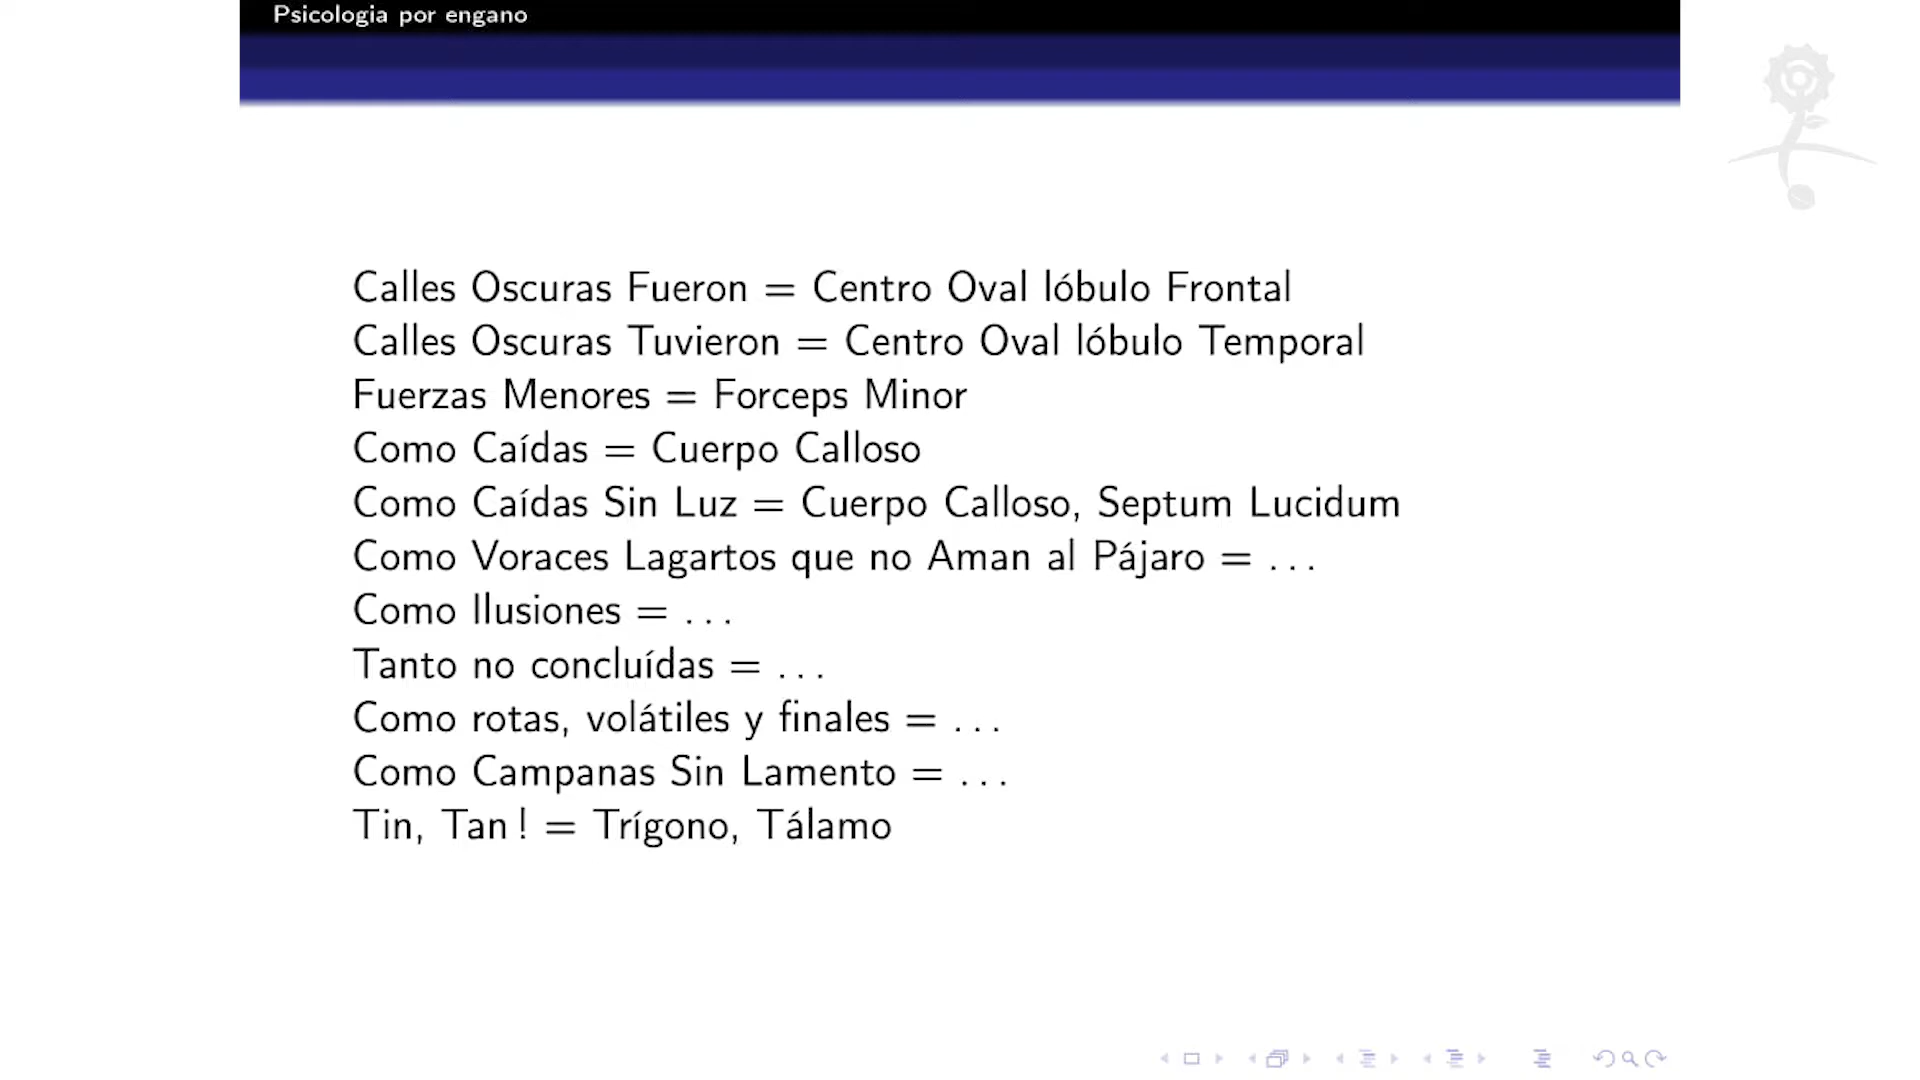 Psicologia por engano
Calles Oscuras Fueron = Centro Oval lóbulo Frontal
Calles Oscuras Tuvieron = Centro Oval lóbulo Temporal
Fuerzas Menores = Forceps Minor
Como Caídas = Cuerpo Calloso
Como Caídas Sin Luz = Cuerpo Calloso, Septum Lucidum
Como Voraces Lagartos que no Aman al Pájaro = . . .
Como Ilusiones = . . .
Tanto no concluídas = . . .
Como rotas, volátiles y finales = . . .
Como Campanas Sin Lamento = . . .
Tin, Tan ! = Trígono, Tálamo